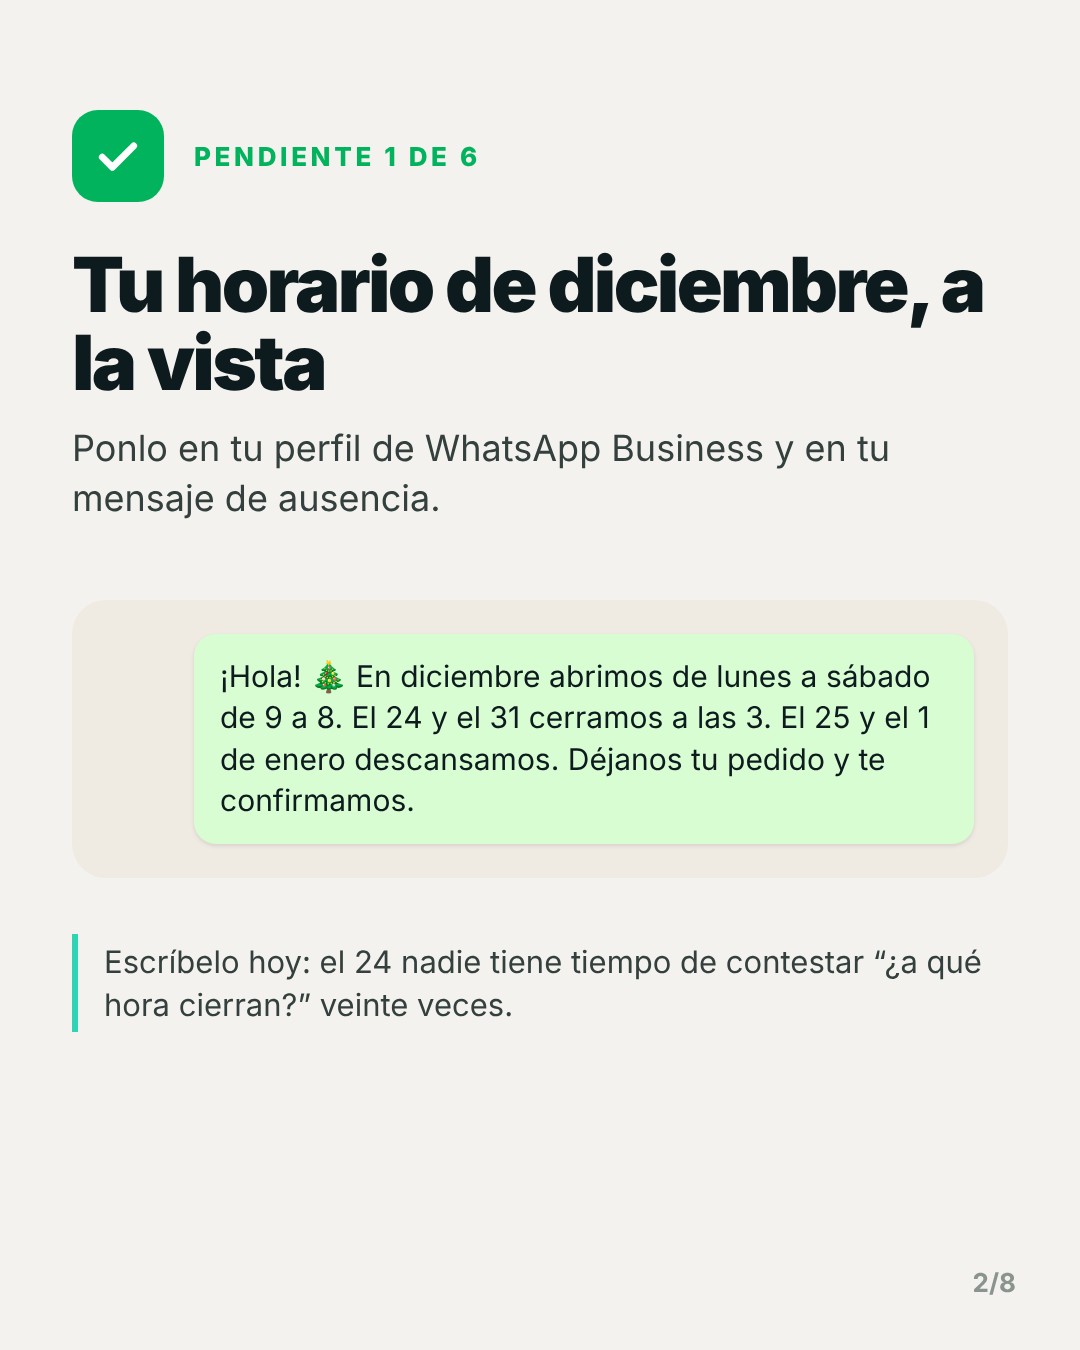 PENDIENTE 1 DE 6
Tu horario de diciembre, a
la vista
Ponlo en tu perfil de WhatsApp Business y en tu
mensaje de ausencia.
¡Hola! 🎄 En diciembre abrimos de lunes a sábado
de 9 a 8. El 24 y el 31 cerramos a las 3. El 25 y el 1
de enero descansamos. Déjanos tu pedido y te
confirmamos.
Escríbelo hoy: el 24 nadie tiene tiempo de contestar “¿a qué
hora cierran?” veinte veces.
2/8